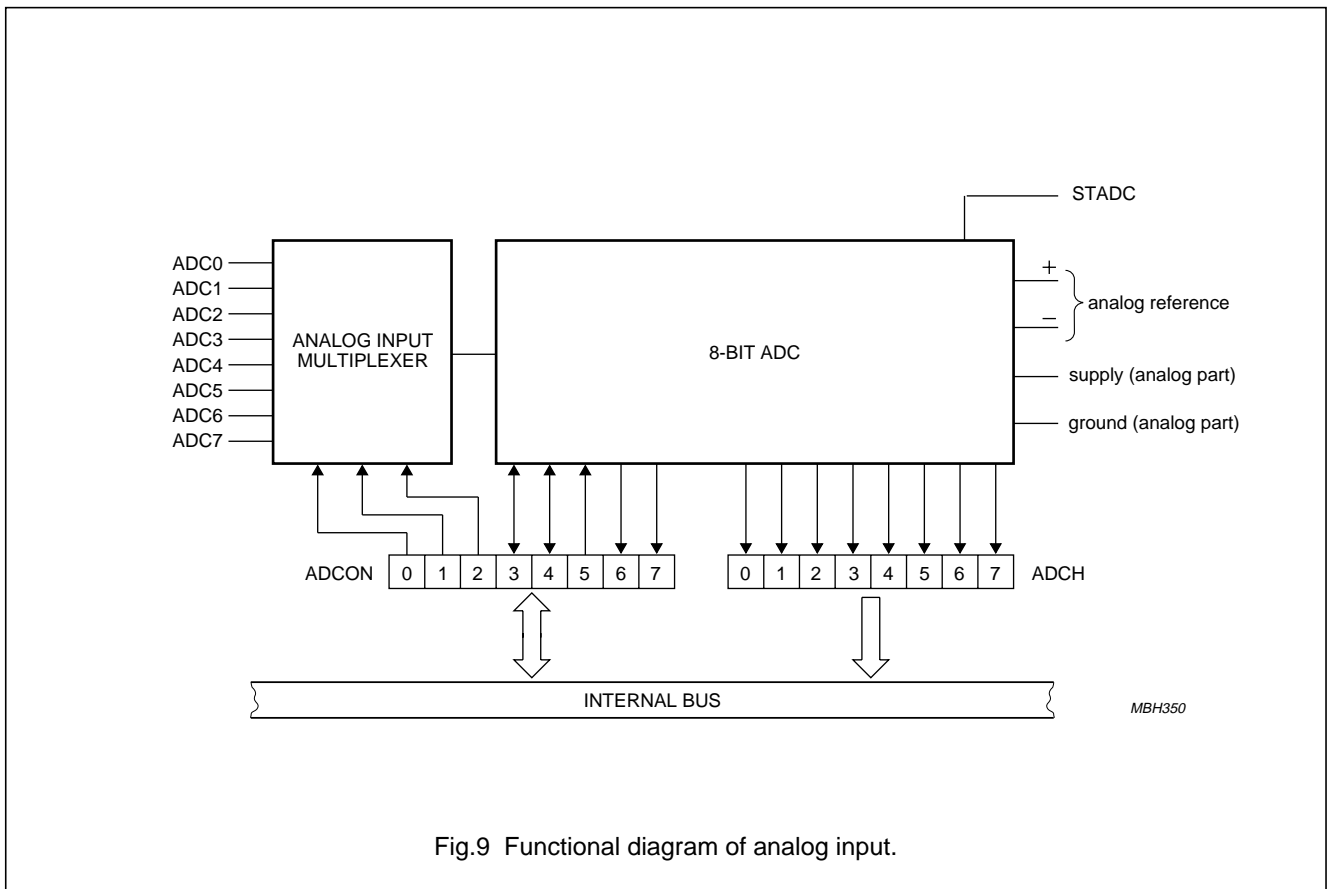 STADC
ADC0
ADC1
ADC2
ADC3
ADC4
ADC5
ADC6
ADC7
ANALOG INPUT
MULTIPLEXER
8-BIT ADC
+
−
analog reference
supply (analog part)
ground (analog part)
ADCON 0 1 2 3 4 5 6 7
0 1 2 3 4 5 6 7 ADCH
INTERNAL BUS
MBH350
Fig.9 Functional diagram of analog input.